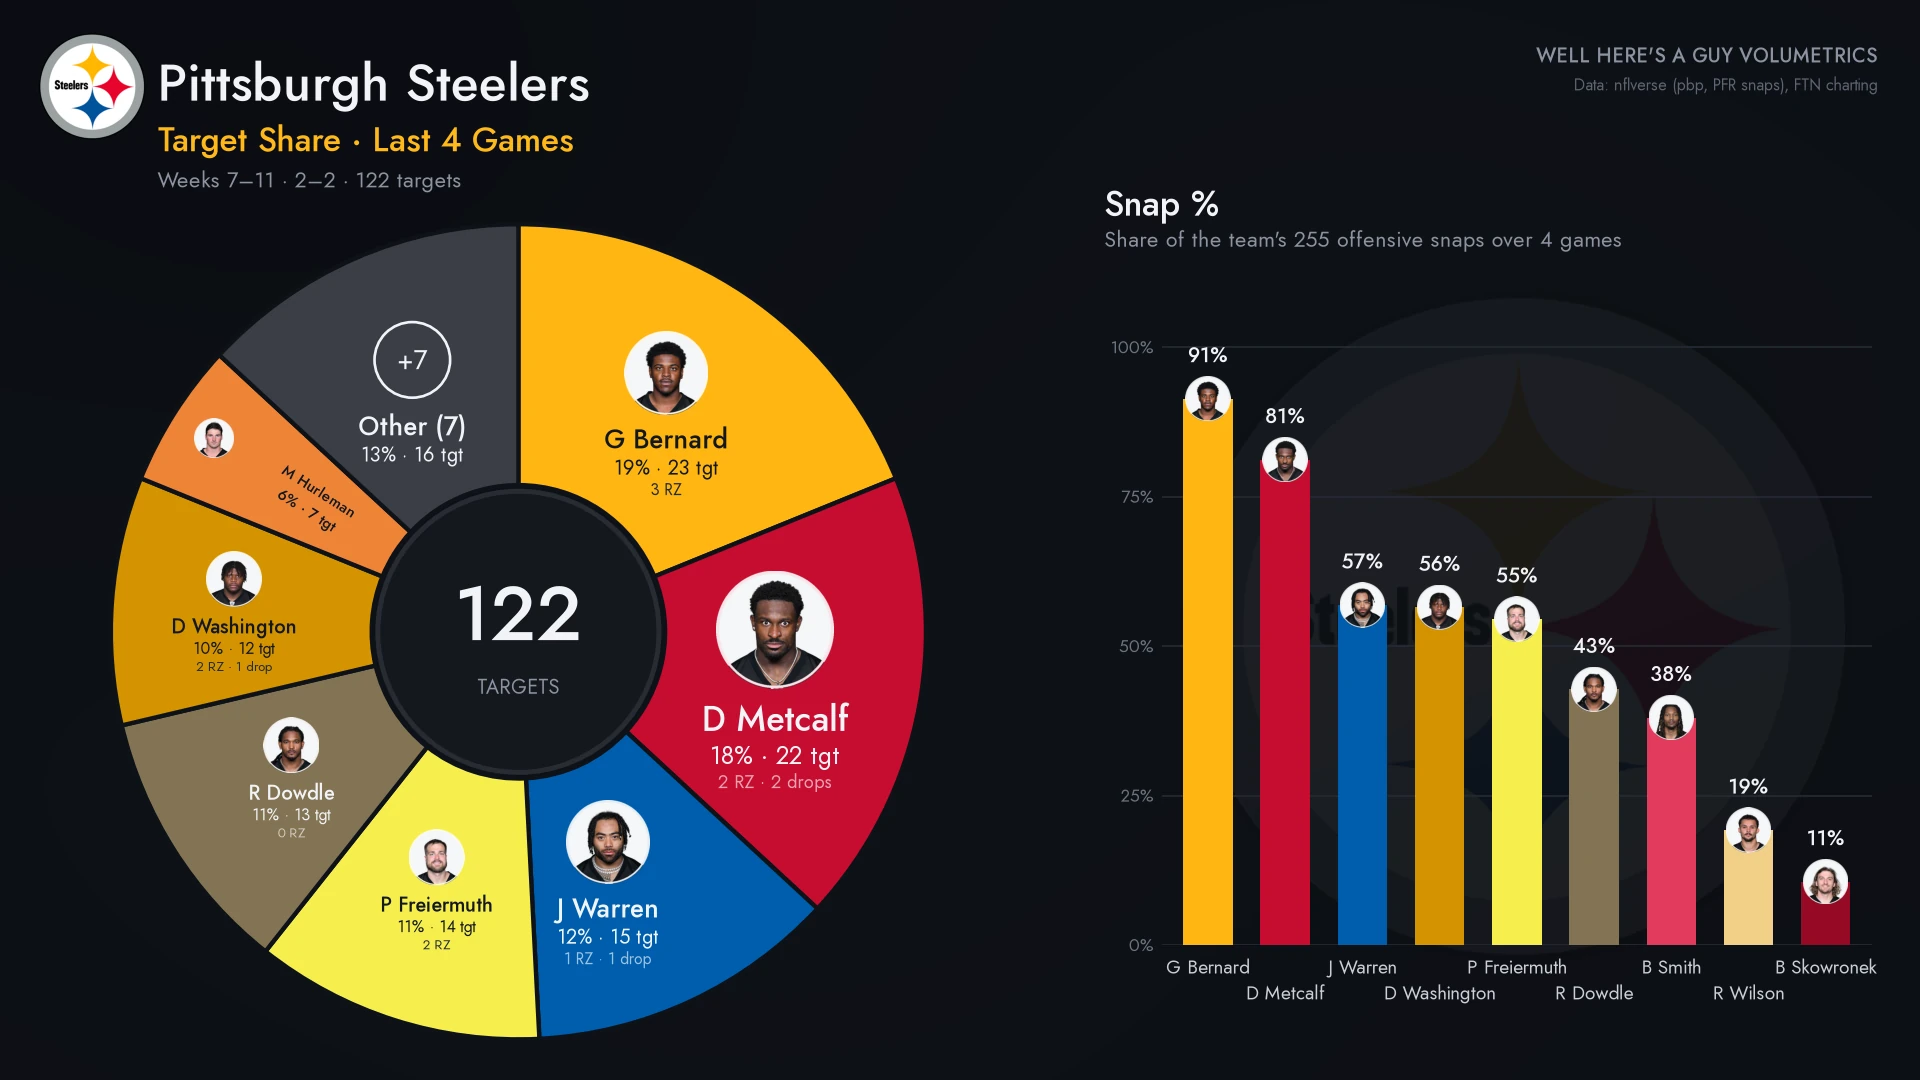 Steelers
Pittsburgh Steelers
Target Share · Last 4 Games
Weeks 7–11 · 2–2 · 122 targets
WELL HERE'S A GUY VOLUMETRICS
Data: nflverse (pbp, PFR snaps), FTN charting
+7
Other (7)
13% · 16 tgt
G Bernard
19% · 23 tgt
3 RZ
M Hurleman
6% · 7 tgt
D Washington
10% · 12 tgt
2 RZ · 1 drop
122
TARGETS
D Metcalf
18% · 22 tgt
2 RZ · 2 drops
R Dowdle
11% · 13 tgt
0 RZ
P Freiermuth
11% · 14 tgt
2 RZ
J Warren
12% · 15 tgt
1 RZ · 1 drop
Snap %
Share of the team's 255 offensive snaps over 4 games
100%
75%
50%
25%
0%
91%
81%
57%
56%
55%
43%
38%
19%
11%
Steelers
G Bernard
D Metcalf
J Warren
D Washington
P Freiermuth
R Dowdle
B Smith
R Wilson
B Skowronek